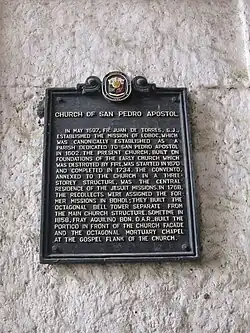 CHURCH OF SAN PEDRO APOSTOL
IN MAY 1597, FR. JUAN DE TORRES, S.J.
ESTABLISHED THE MISSION OF LOBOC, WHICH
WAS CANONICALLY ESTABLISHED AS A
PARISH DEDICATED TO SAN PEDRO APOSTOL
IN 1602. THE PRESENT CHURCH, BUILT ON
FOUNDATIONS OF THE EARLY CHURCH WHICH
WAS DESTROYED BY FIRE, WAS STARTED IN 1670
AND COMPLETED IN 1734. THE CONVENTO,
ANNEXED TO THE CHURCH IN A THREE
STOREY STRUCTURE, WAS THE CENTRAL
RESIDENCE OF THE JESUIT MISSIONS. IN 1768,
THE RECOLLECTS WERE ASSIGNED THE FOR
MER MISSIONS IN BOHOL; THEY BUILT THE
OCTAGONAL BELL TOWER SEPARATE FROM
THE MAIN CHURCH STRUCTURE. SOMETIME IN
FRAY AQUILINO BON, O.A.R., BUILT THE
PORTICO IN FRONT OF THE CHURCH FACADE
AND THE OCTAGONAL MORTUARY CHAPEL
AT THE GOSPEL FLANK OF THE CHURCH.